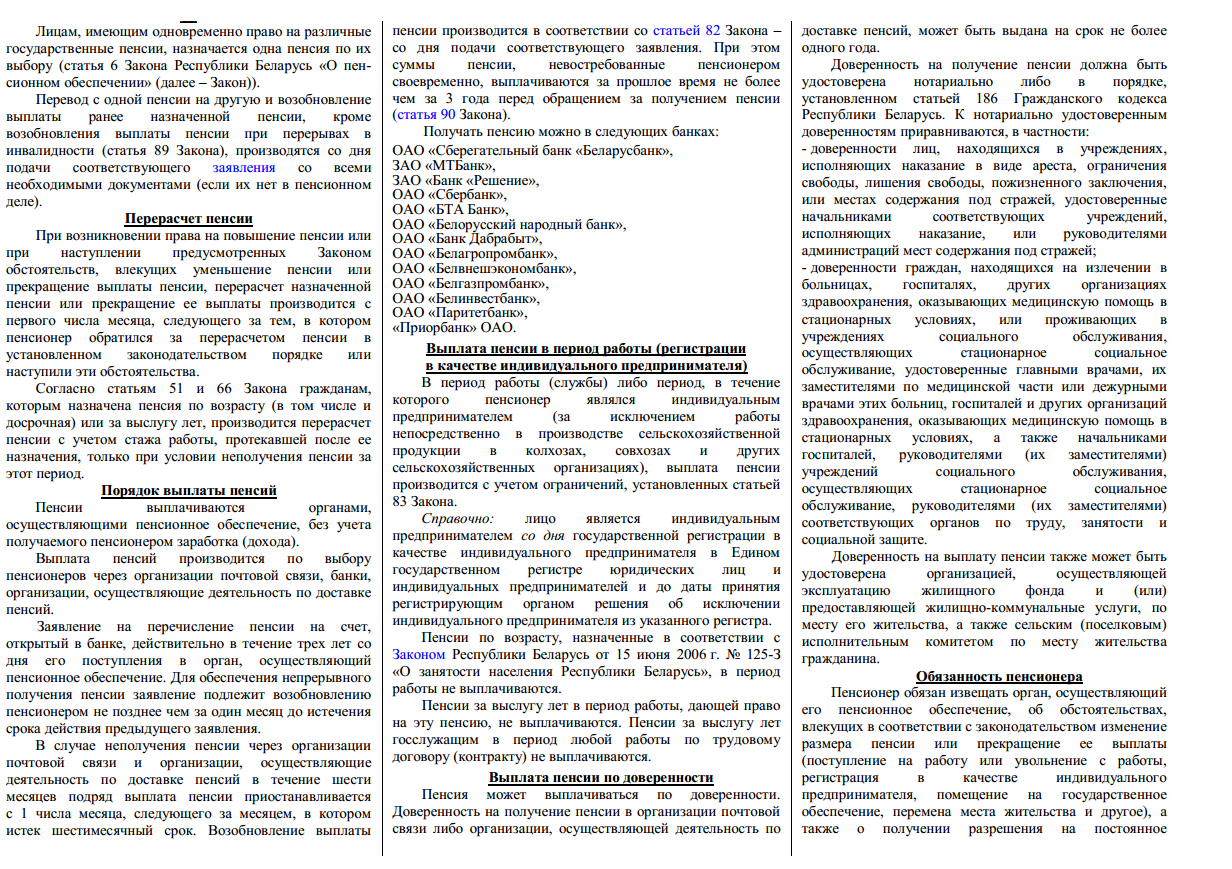 Лицам, имеющим одновременно право на различные
государственные пенсии, назначается одна пенсия по их
выбору (статья 6 Закона Республики Беларусь «О пен-
сионном обеспечении» (далее – Закон)).
Перевод с одной пенсии на другую и возобновление
выплаты ранее назначенной пенсии, кроме
возобновления выплаты пенсии при перерывах в
инвалидности (статья 89 Закона), производятся со дня
подачи соответствующего заявления со всеми
необходимыми документами (если их нет в пенсионном
деле).
Перерасчет пенсии
При возникновении права на повышение пенсии или
при наступлении предусмотренных Законом
обстоятельств, влекущих уменьшение пенсии или
прекращение выплаты пенсии, перерасчет назначенной
пенсии или прекращение ее выплаты производится с
первого числа месяца, следующего за тем, в котором
пенсионер обратился за перерасчетом пенсии в
установленном законодательством порядке или
наступили эти обстоятельства.
Согласно статьям 51 и 66 Закона гражданам,
которым назначена пенсия по возрасту (в том числе и
досрочная) или за выслугу лет, производится перерасчет
пенсии с учетом стажа работы, протекавшей после ее
назначения, только при условии неполучения пенсии за
этот период.
Порядок выплаты пенсий
Пенсии выплачиваются органами,
осуществляющими пенсионное обеспечение, без учета
получаемого пенсионером заработка (дохода).
Выплата пенсий производится по выбору
пенсионеров через организации почтовой связи, банки,
организации, осуществляющие деятельность по доставке
пенсий.
Заявление на перечисление пенсии на счет,
открытый в банке, действительно в течение трех лет со
дня его поступления в орган, осуществляющий
пенсионное обеспечение. Для обеспечения непрерывного
получения пенсии заявление подлежит возобновлению
пенсионером не позднее чем за один месяц до истечения
срока действия предыдущего заявления.
В случае неполучения пенсии через организации
почтовой связи и организации, осуществляющие
деятельность по доставке пенсий в течение шести
месяцев подряд выплата пенсии приостанавливается
с 1 числа месяца, следующего за месяцем, в котором
истек шестимесячный срок. Возобновление выплаты
пенсии производится в соответствии со статьей 82 Закона –
со дня подачи соответствующего заявления. При этом
суммы пенсии, невостребованные пенсионером
своевременно, выплачиваются за прошлое время не более
чем за 3 года перед обращением за получением пенсии
(статья 90 Закона).
Получать пенсию можно в следующих банках:
ОАО «Сберегательный банк «Беларусбанк»,
ЗАО «МТБанк»,
ЗАО «Банк «Решение»,
ОАО «Сбербанк»,
ОАО «БТА Банк»,
ОАО «Белорусский народный банк»,
ОАО «Банк Дабрабыт»,
ОАО «Белагропромбанк»,
ОАО «Белвнешэкономбанк»,
ОАО «Белгазпромбанк»,
ОАО «Белинвестбанк»,
ОАО «Паритетбанк»,
«Приорбанк» ОАО.
Выплата пенсии в период работы (регистрации
в качестве индивидуального предпринимателя)
В период работы (службы) либо период, в течение
которого пенсионер являлся индивидуальным
предпринимателем (за исключением работы
непосредственно в производстве сельскохозяйственной
продукции в колхозах, совхозах и других
сельскохозяйственных организациях), выплата пенсии
производится с учетом ограничений, установленных статьей
83 Закона.
Справочно: лицо является индивидуальным
предпринимателем со дня государственной регистрации в
качестве индивидуального предпринимателя в Едином
государственном регистре юридических лиц и
индивидуальных предпринимателей и до даты принятия
регистрирующим органом решения об исключении
индивидуального предпринимателя из указанного регистра.
Пенсии по возрасту, назначенные в соответствии с
Законом Республики Беларусь от 15 июня 2006 г. № 125-З
«О занятости населения Республики Беларусь», в период
работы не выплачиваются.
Пенсии за выслугу лет в период работы, дающей право
на эту пенсию, не выплачиваются. Пенсии за выслугу лет
госслужащим в период любой работы по трудовому
договору (контракту) не выплачиваются.
Выплата пенсии по доверенности
Пенсия может выплачиваться по доверенности.
Доверенность на получение пенсии в организации почтовой
связи либо организации, осуществляющей деятельность по
доставке пенсий, может быть выдана на срок не более
одного года.
Доверенность на получение пенсии должна быть
удостоверена нотариально либо в порядке,
установленном статьей 186 Гражданского кодекса
Республики Беларусь. К нотариально удостоверенным
доверенностям приравниваются, в частности:
- доверенности лиц, находящихся в учреждениях,
исполняющих наказание в виде ареста, ограничения
свободы, лишения свободы, пожизненного заключения,
или местах содержания под стражей, удостоверенные
начальниками соответствующих учреждений,
исполняющих наказание, или руководителями
администраций мест содержания под стражей;
- доверенности граждан, находящихся на излечении в
больницах, госпиталях, других организациях
здравоохранения, оказывающих медицинскую помощь в
стационарных условиях, или проживающих в
учреждениях социального обслуживания,
осуществляющих стационарное социальное
обслуживание, удостоверенные главными врачами, их
заместителями по медицинской части или дежурными
врачами этих больниц, госпиталей и других организаций
здравоохранения, оказывающих медицинскую помощь в
стационарных условиях, а также начальниками
госпиталей, руководителями (их заместителями)
учреждений социального обслуживания,
осуществляющих стационарное социальное
обслуживание, руководителями (их заместителями)
соответствующих органов по труду, занятости и
социальной защите.
Доверенность на выплату пенсии также может быть
удостоверена организацией, осуществляющей
эксплуатацию жилищного фонда и (или)
предоставляющей жилищно-коммунальные услуги, по
месту его жительства, а также сельским (поселковым)
исполнительным комитетом по месту жительства
гражданина.
Обязанность пенсионера
Пенсионер обязан извещать орган, осуществляющий
его пенсионное обеспечение, об обстоятельствах,
влекущих в соответствии с законодательством изменение
размера пенсии или прекращение ее выплаты
(поступление на работу или увольнение с работы,
регистрация в качестве индивидуального
предпринимателя, помещение на государственное
обеспечение, перемена места жительства и другое), а
также о получении разрешения на постоянное